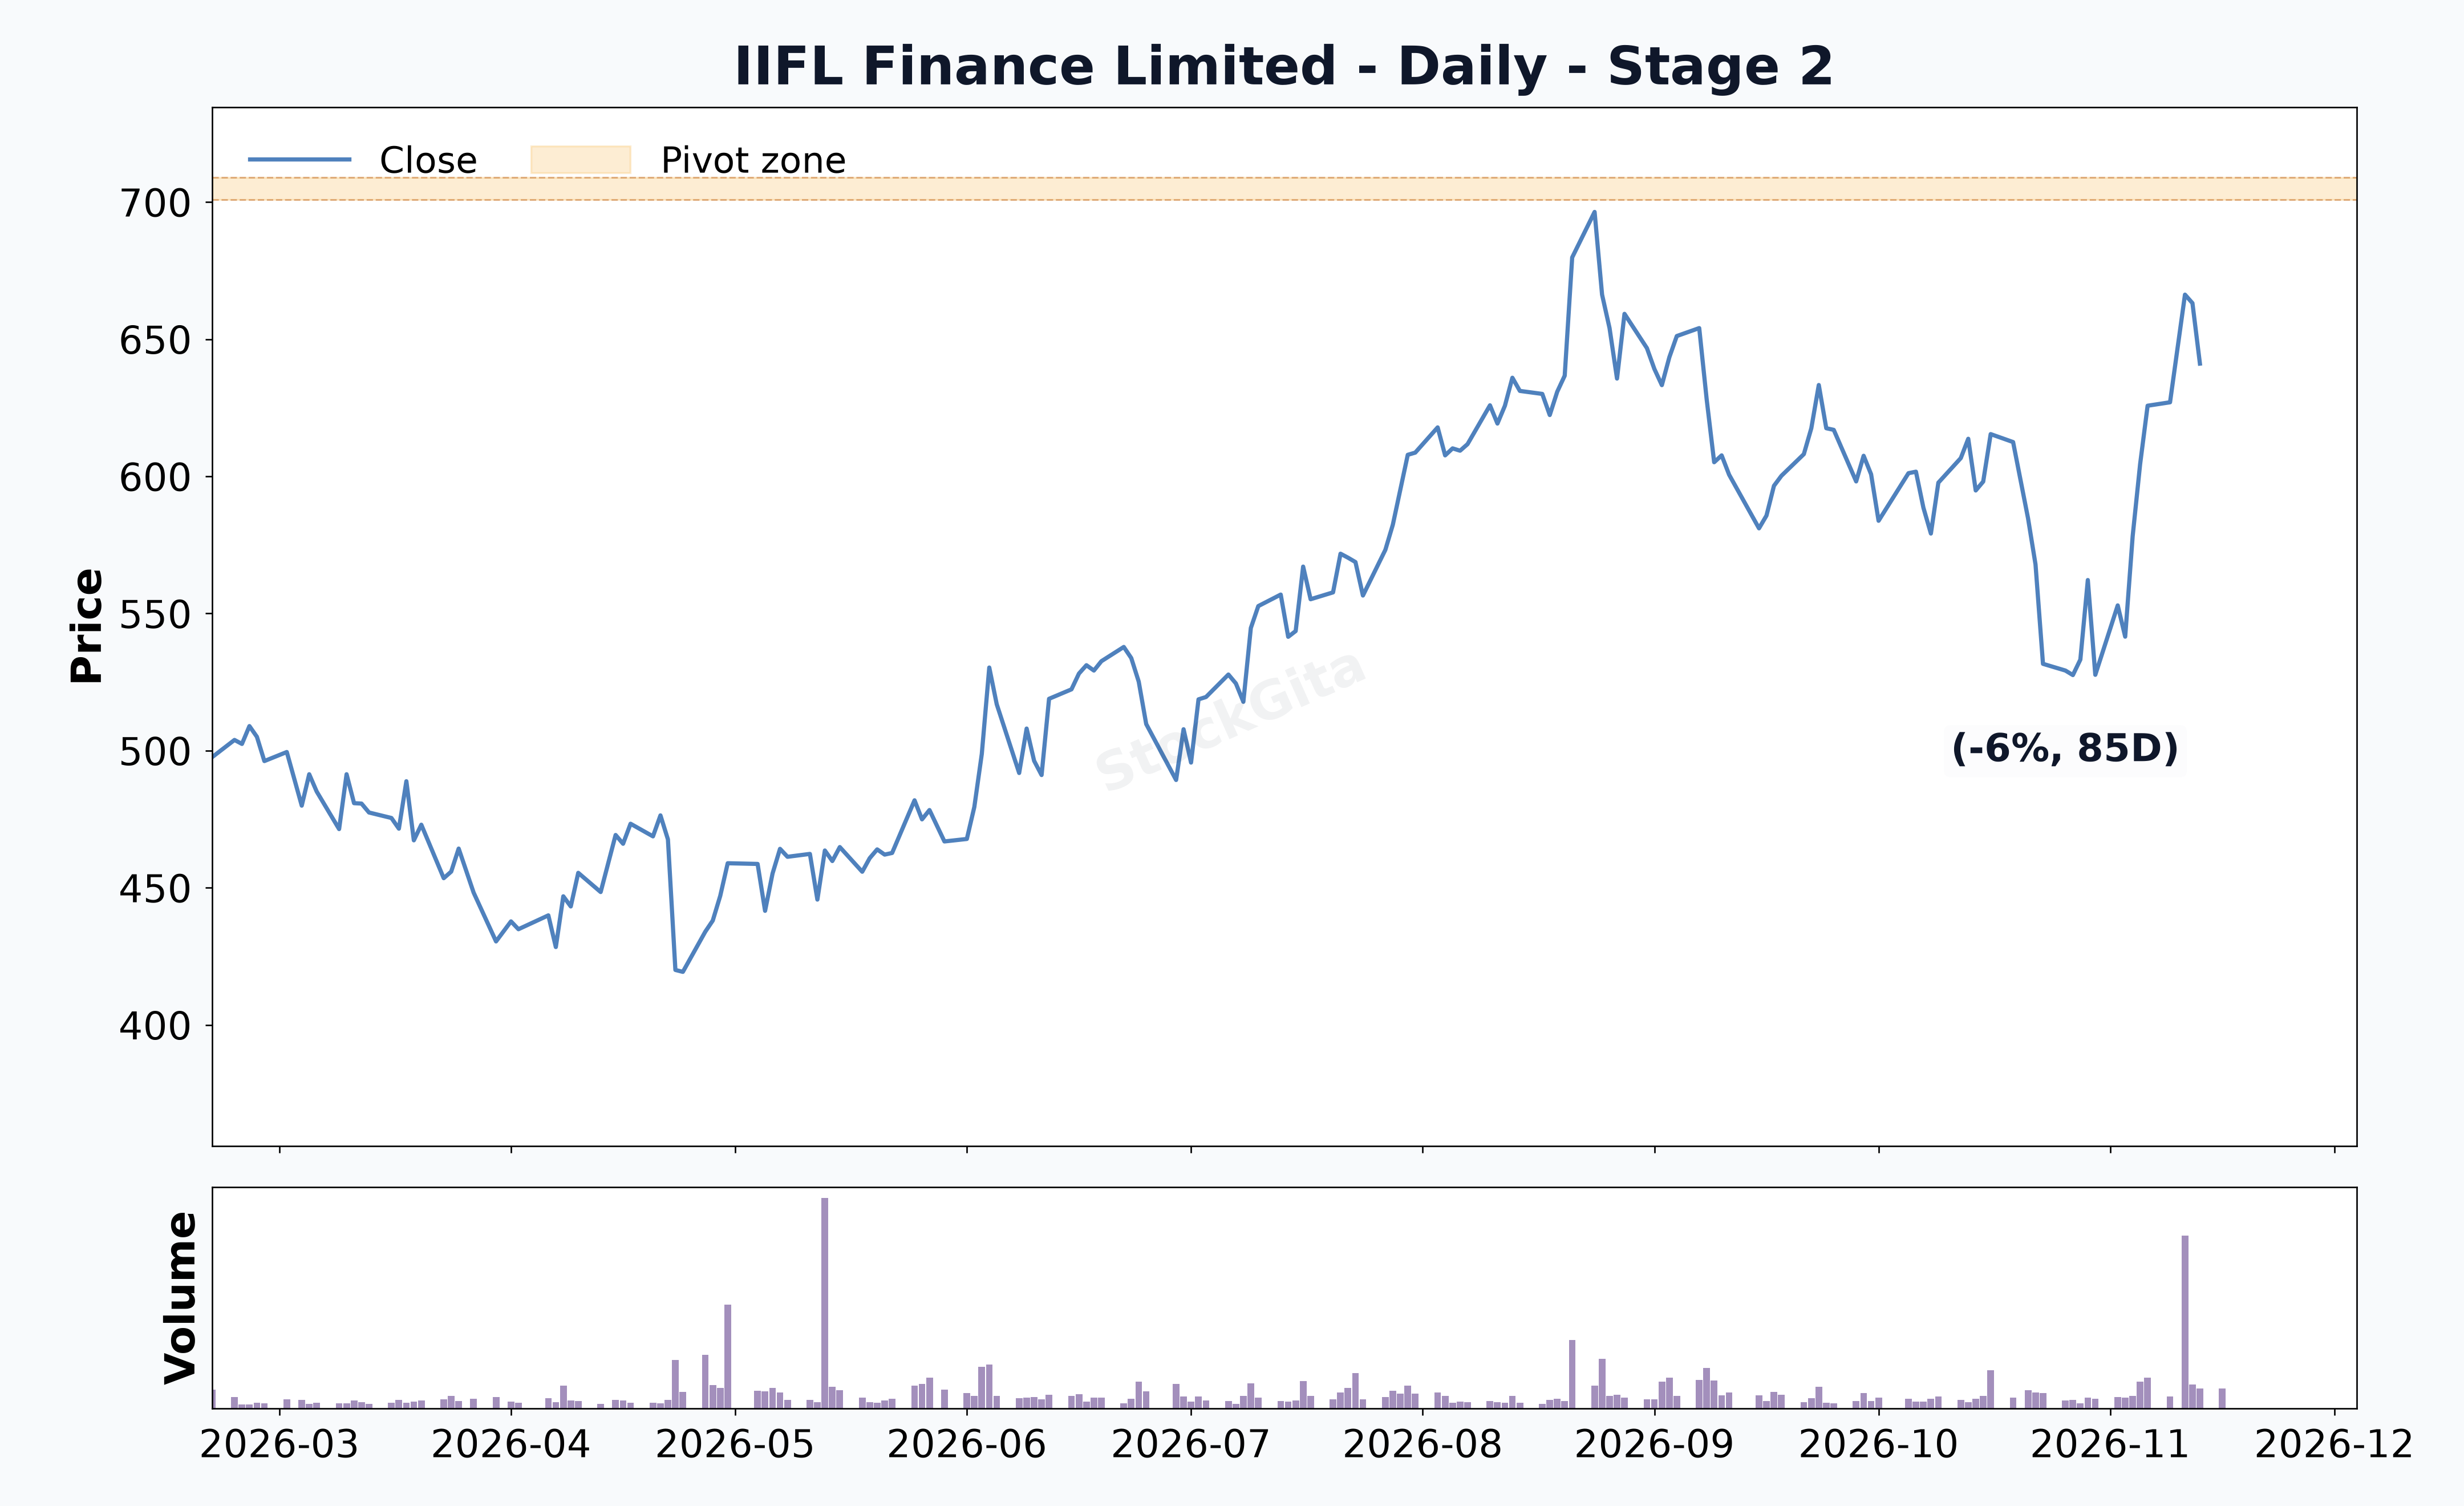 IIFL Finance Limited - Daily - Stage 2
Close
Pivot zone
700
650
600
550
500
450
400
Price
StockGita
(-6%, 85D)
Volume
2026-03
2026-04
2026-05
2026-06
2026-07
2026-08
2026-09
2026-10
2026-11
2026-12